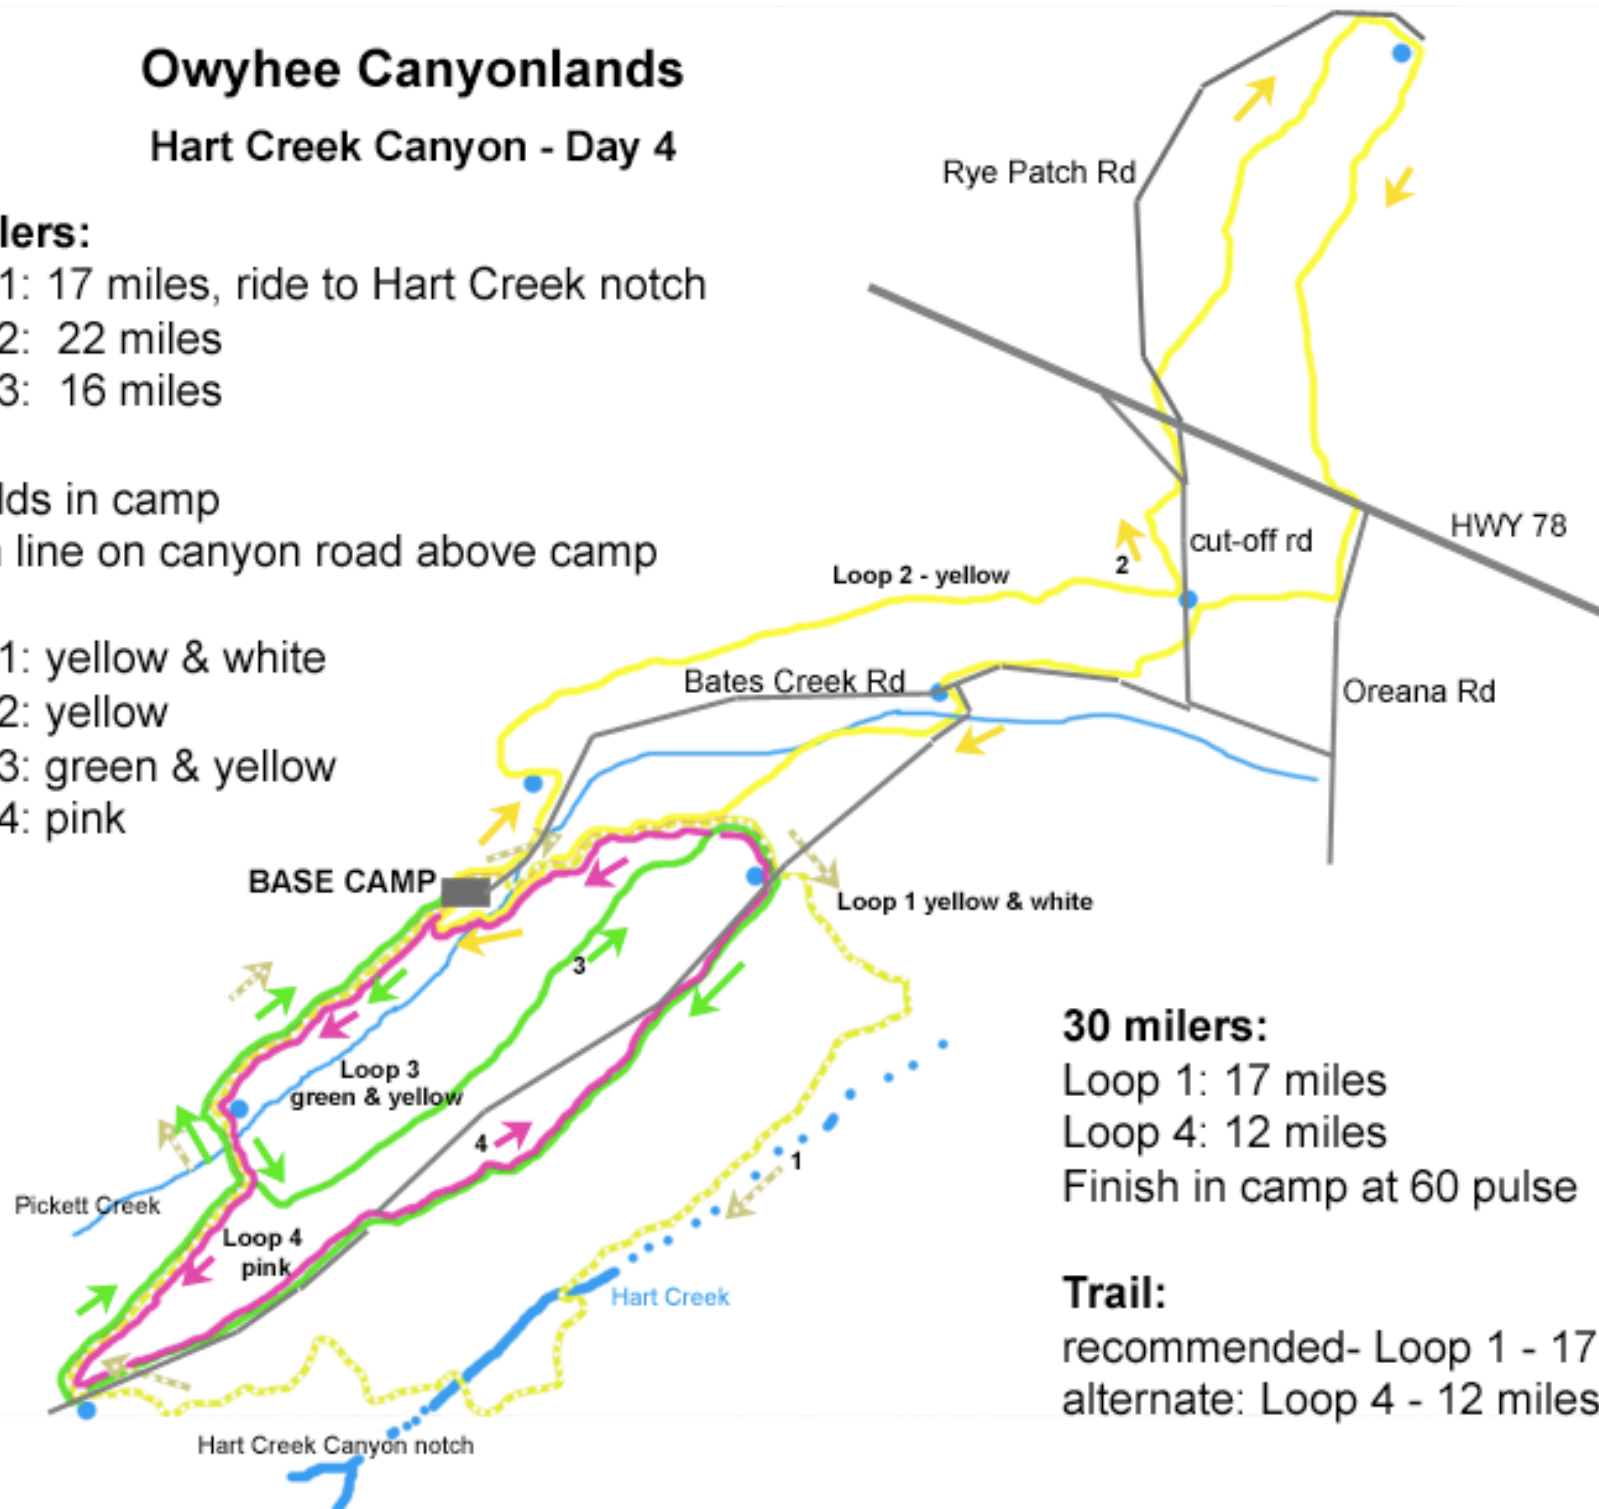 Owyhee Canyonlands
Hart Creek Canyon - Day 4
lers:
1: 17 miles, ride to Hart Creek notch
2: 22 miles
3: 16 miles
lds in camp
line on canyon road above camp
1: yellow & white
2: yellow
3: green & yellow
4: pink
Rye Patch Rd
HWY 78
cut-off rd
2
Loop 2 - yellow
Bates Creek Rd
Oreana Rd
BASE CAMP
Loop 1 yellow & white
3
Loop 3
green & yellow
4
1
Pickett Creek
Loop 4
pink
Hart Creek
Hart Creek Canyon notch
30 milers:
Loop 1: 17 miles
Loop 4: 12 miles
Finish in camp at 60 pulse
Trail:
recommended- Loop 1 - 17
alternate: Loop 4 - 12 miles